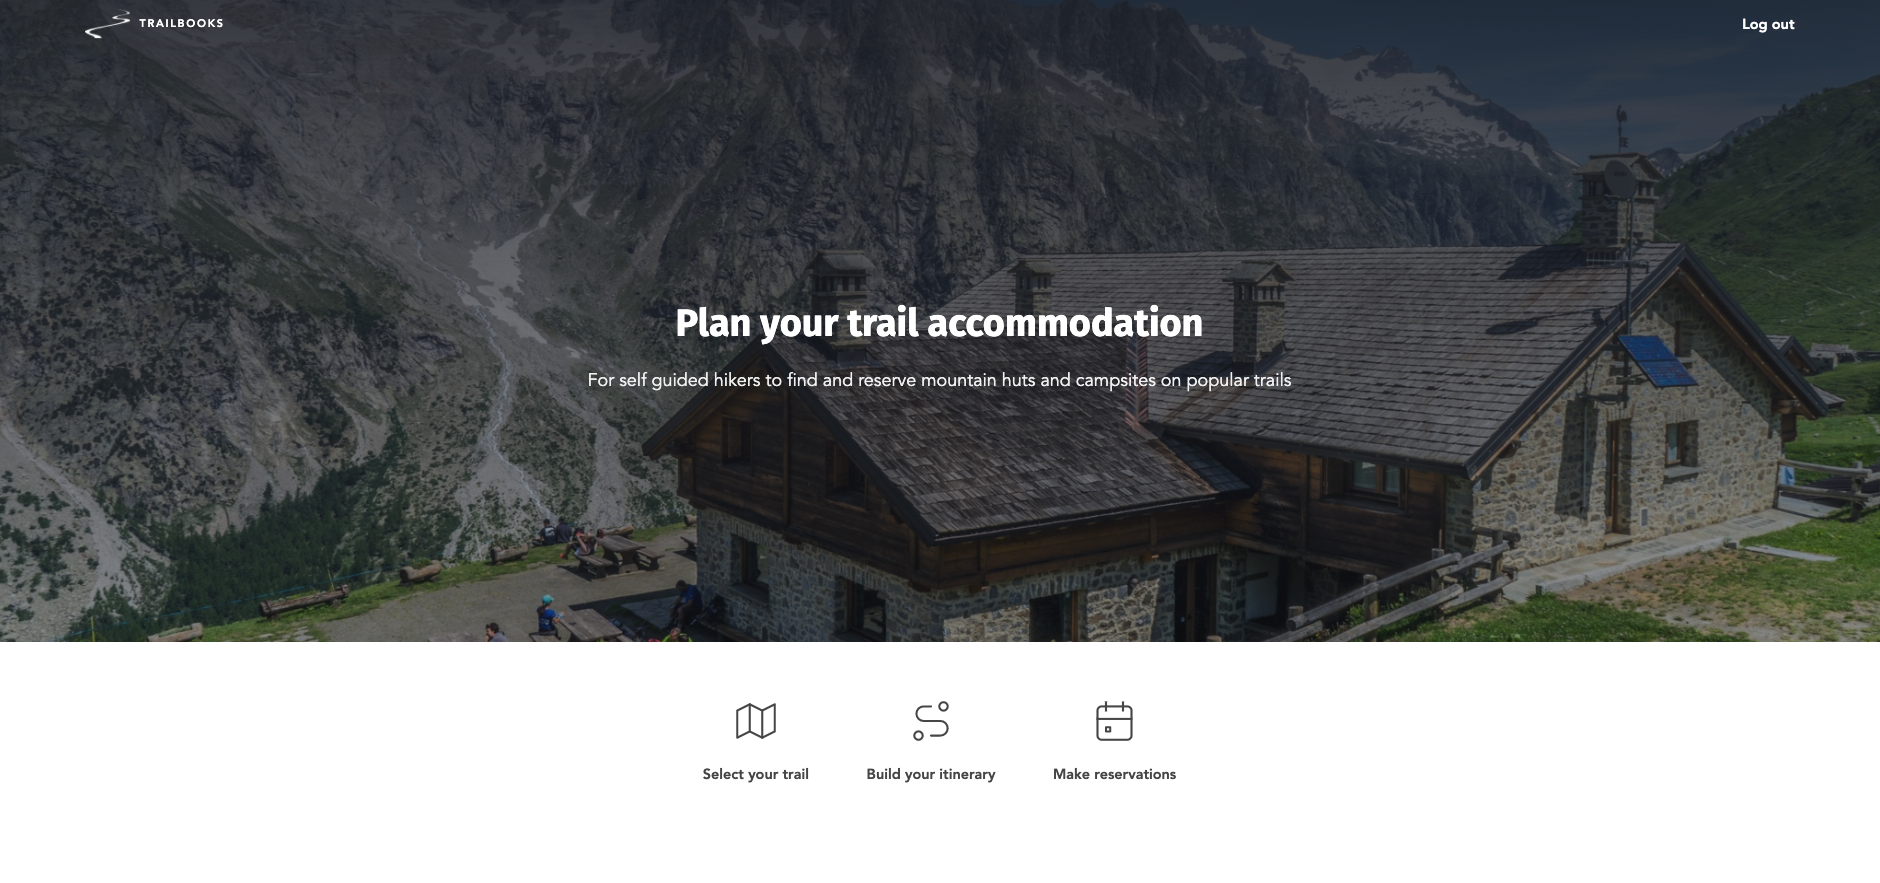 TRAILBOOKS
Log out
Plan your trail accommodation
For self guided hikers to find and reserve mountain huts and campsites on popular trails
Select your trail
Build your itinerary
Make reservations